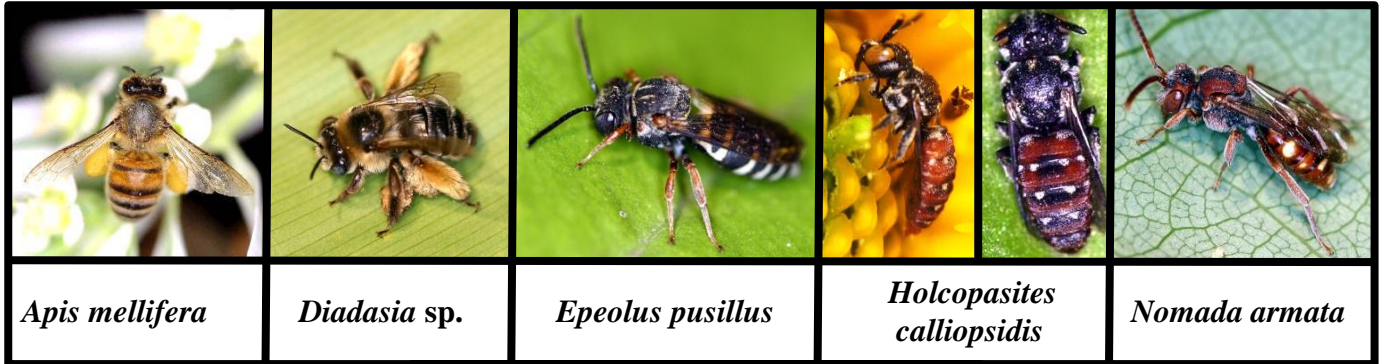 Apis mellifera
Diadasia sp.
Epeolus pusillus
Holcopasites
calliopsidis
Nomada armata